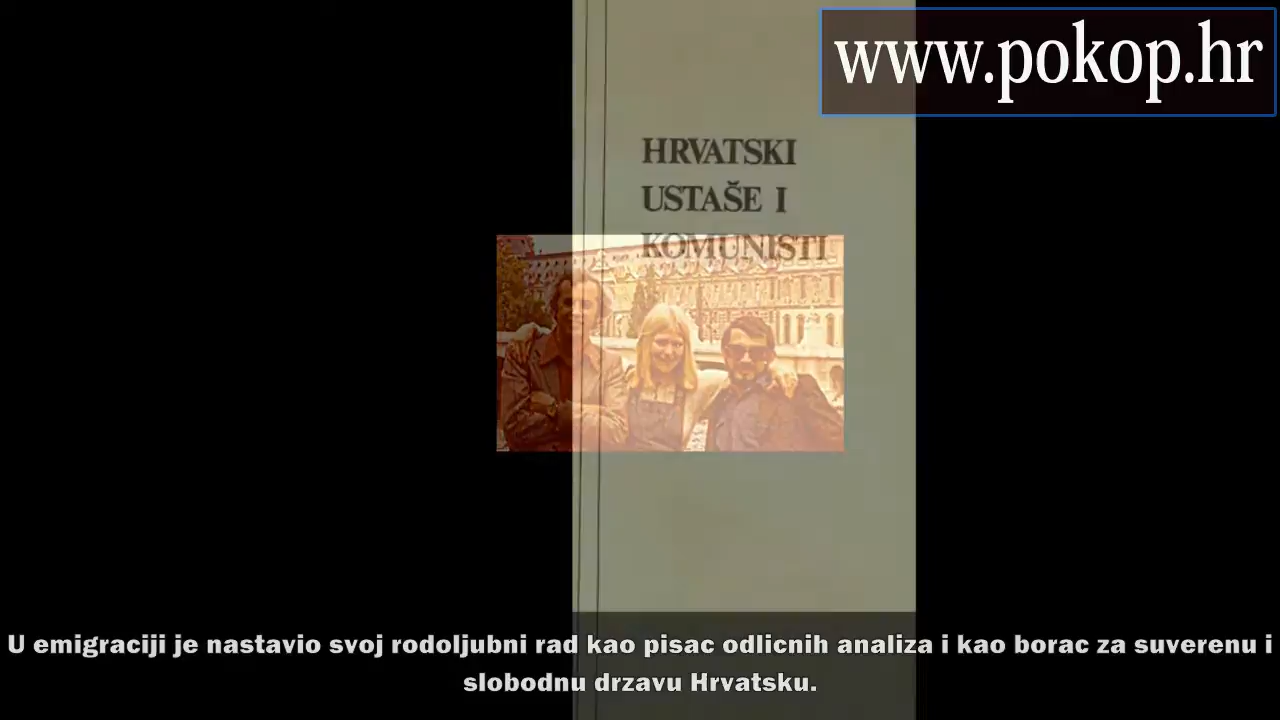 www.pokop.hr
HRVATSKI
USTAŠE I
KOMUNISTI
U emigraciji je nastavio svoj rodoljubni rad kao pisac odlicnih analiza i kao borac za suverenu i
slobodnu drzavu Hrvatsku.